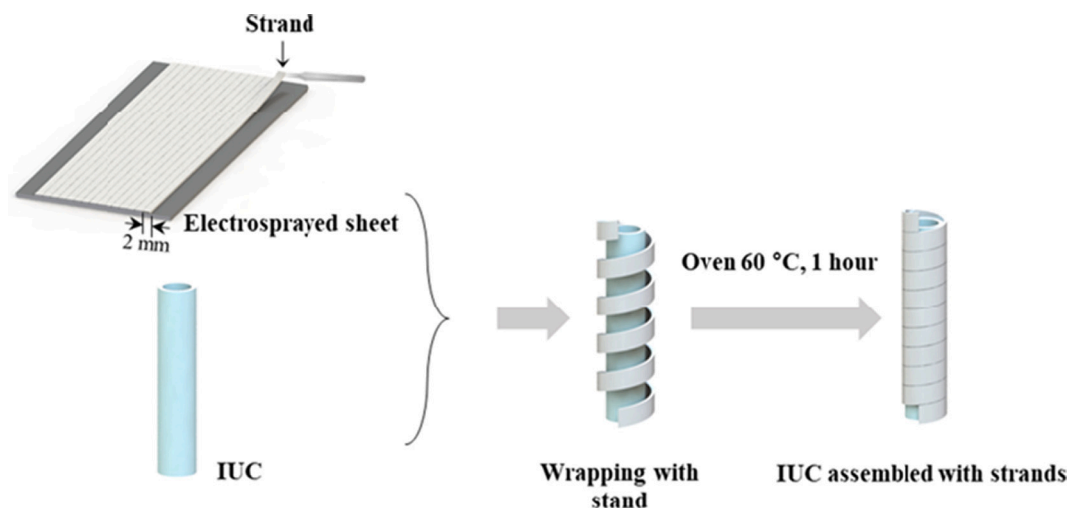 Strand
Electrosprayed sheet
2 mm
IUC
Wrapping with
stand
Oven 60 °C, 1 hour
IUC assembled with strands